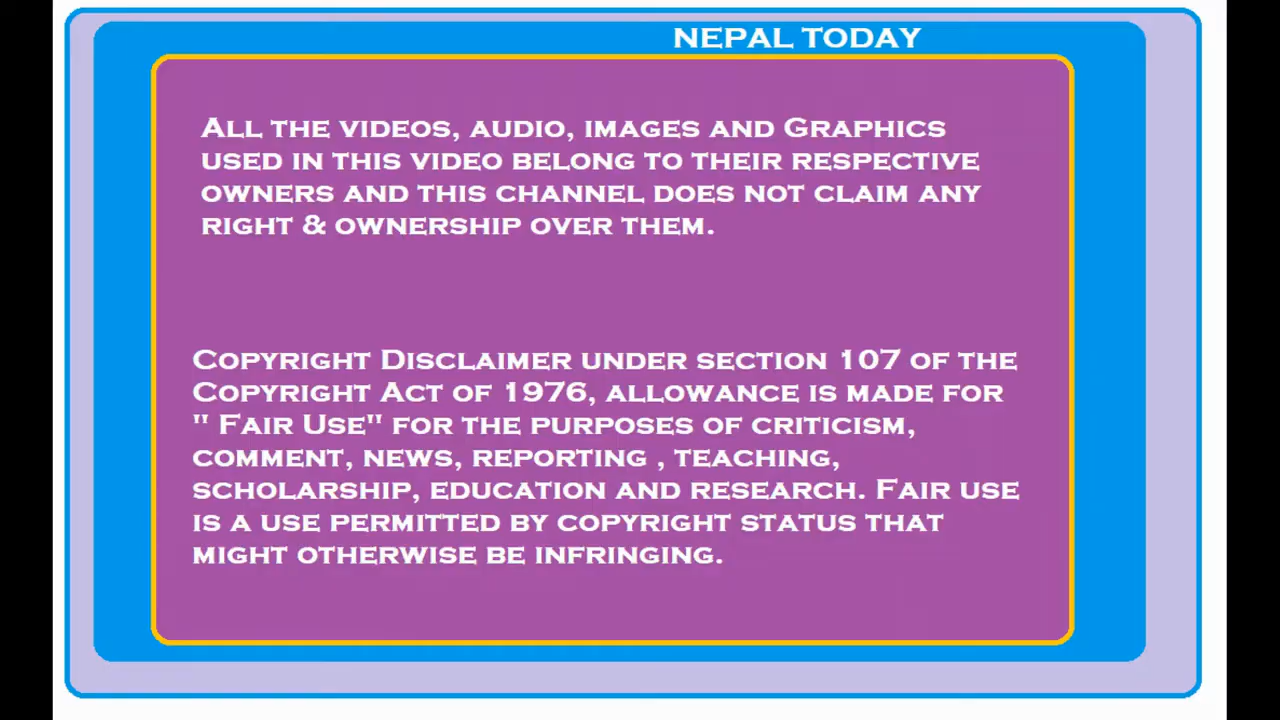 NEPAL TODAY
All the videos, audio, images and Graphics
used in this video belong to their respective
owners and this channel does not claim any
right & ownership over them.
Copyright Disclaimer under section 107 of the
Copyright Act of 1976, allowance is made for
" Fair Use" for the purposes of criticism,
comment, news, reporting , teaching,
scholarship, education and research. Fair use
is a use permitted by copyright status that
might otherwise be infringing.